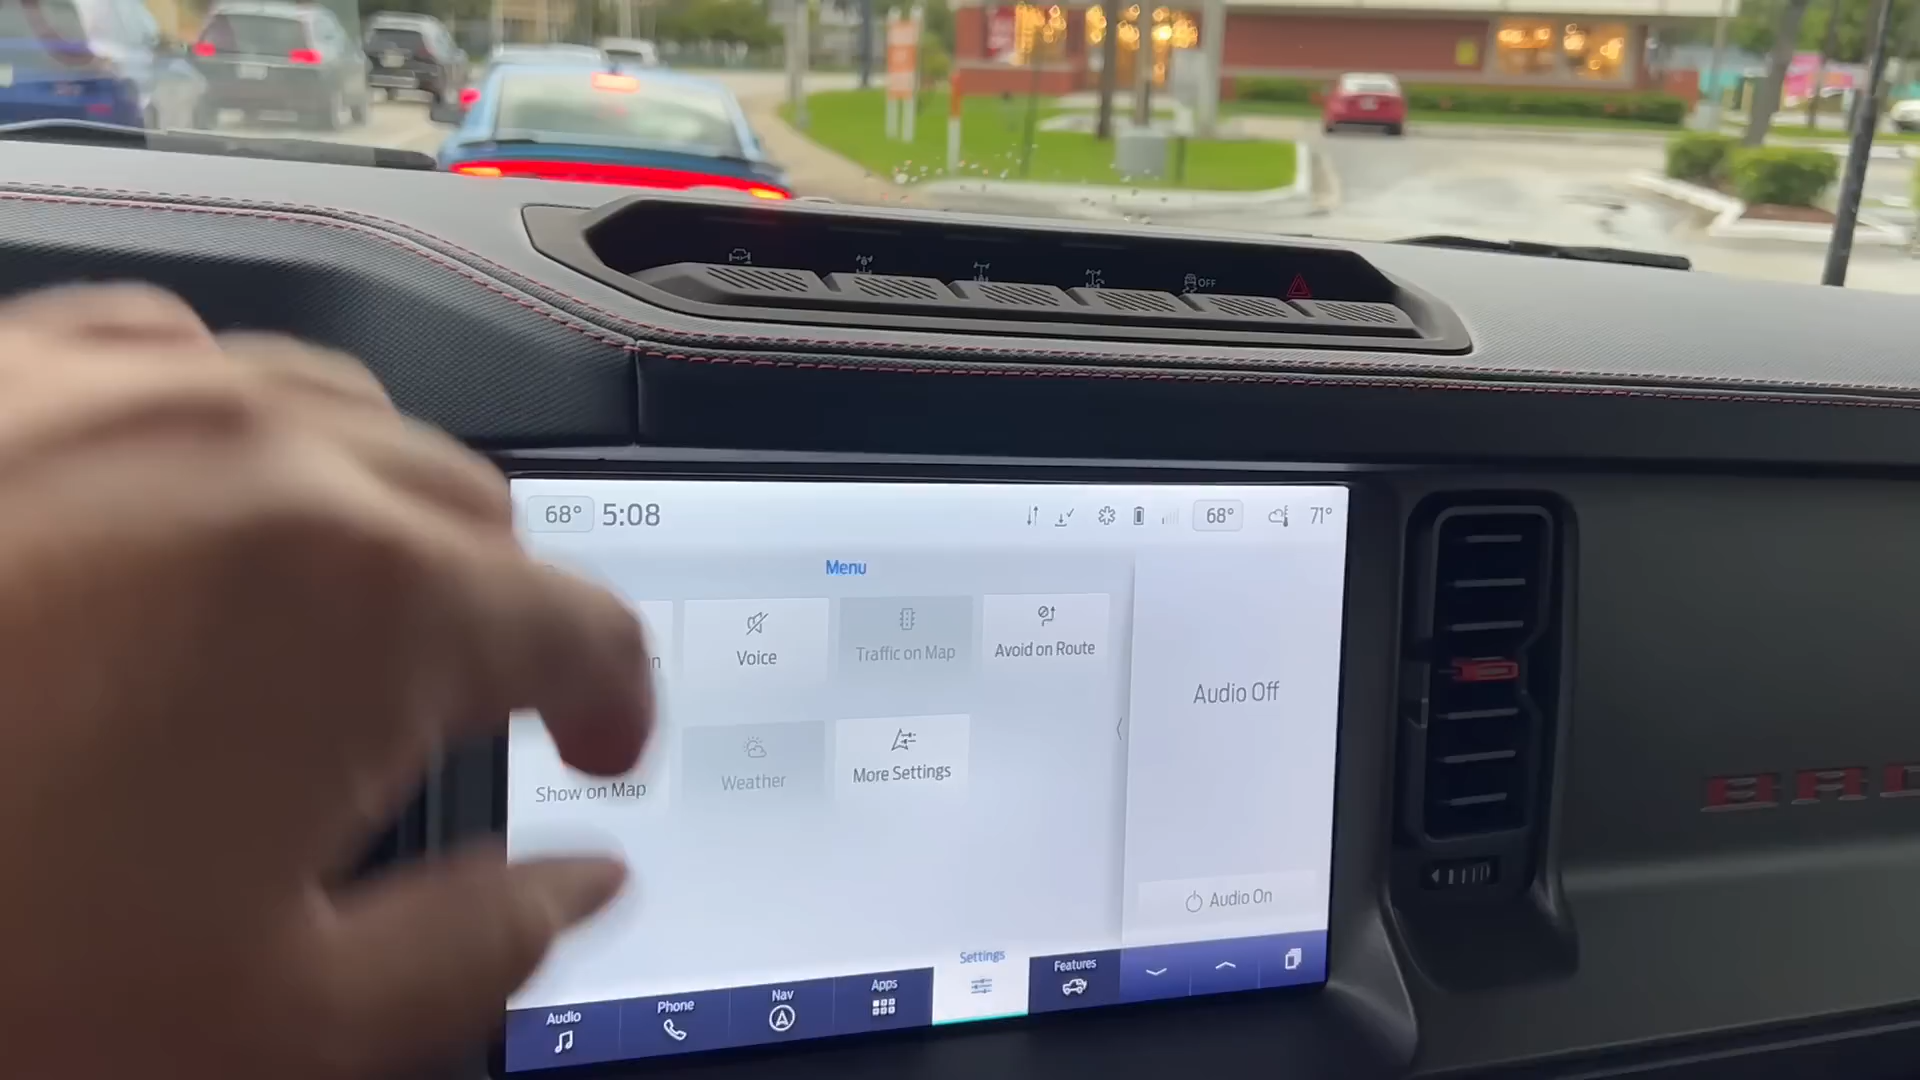 OFF
68° 5:08
68° 71°
Menu
Voice
Traffic on Map
Avoid on Route
Audio Off
Show on Map
Weather
More Settings
Audio On
Audio
Phone
Nav
Apps
Settings
Features